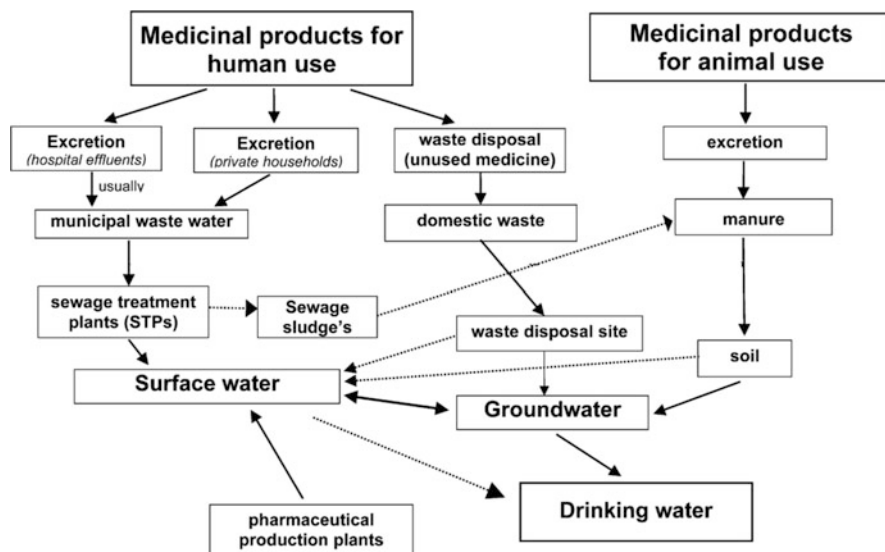 Medicinal products for
human use
Medicinal products
for animal use
Excretion
(hospital effluents)
Excretion
(private households)
waste disposal
(unused medicine)
excretion
usually
municipal waste water
domestic waste
manure
sewage treatment
plants (STPs)
Sewage
sludge's
waste disposal site
soil
Surface water
Groundwater
Drinking water
pharmaceutical
production plants